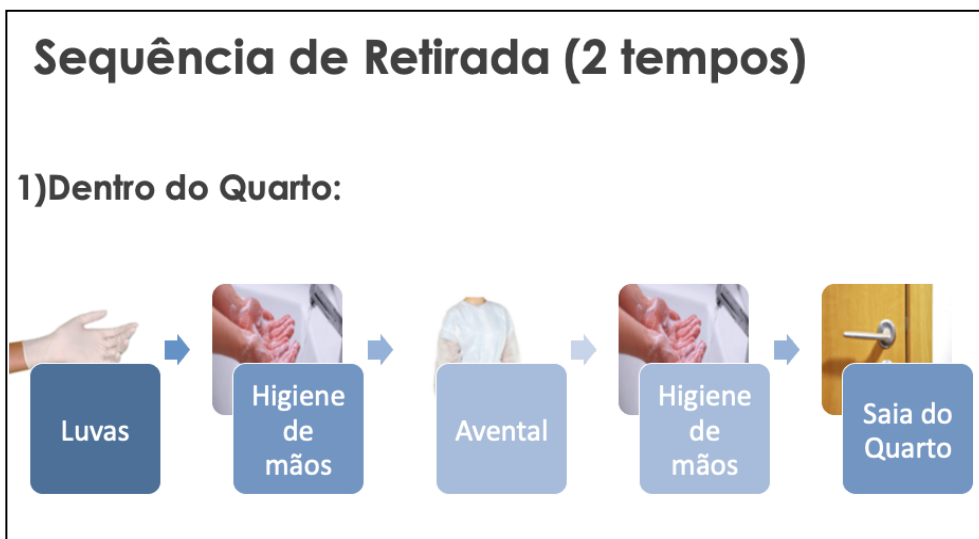 Sequência de Retirada (2 tempos)
1)Dentro do Quarto:
Luvas
Higiene
de
mãos
Avental
Higiene
de
mãos
Saia do
Quarto